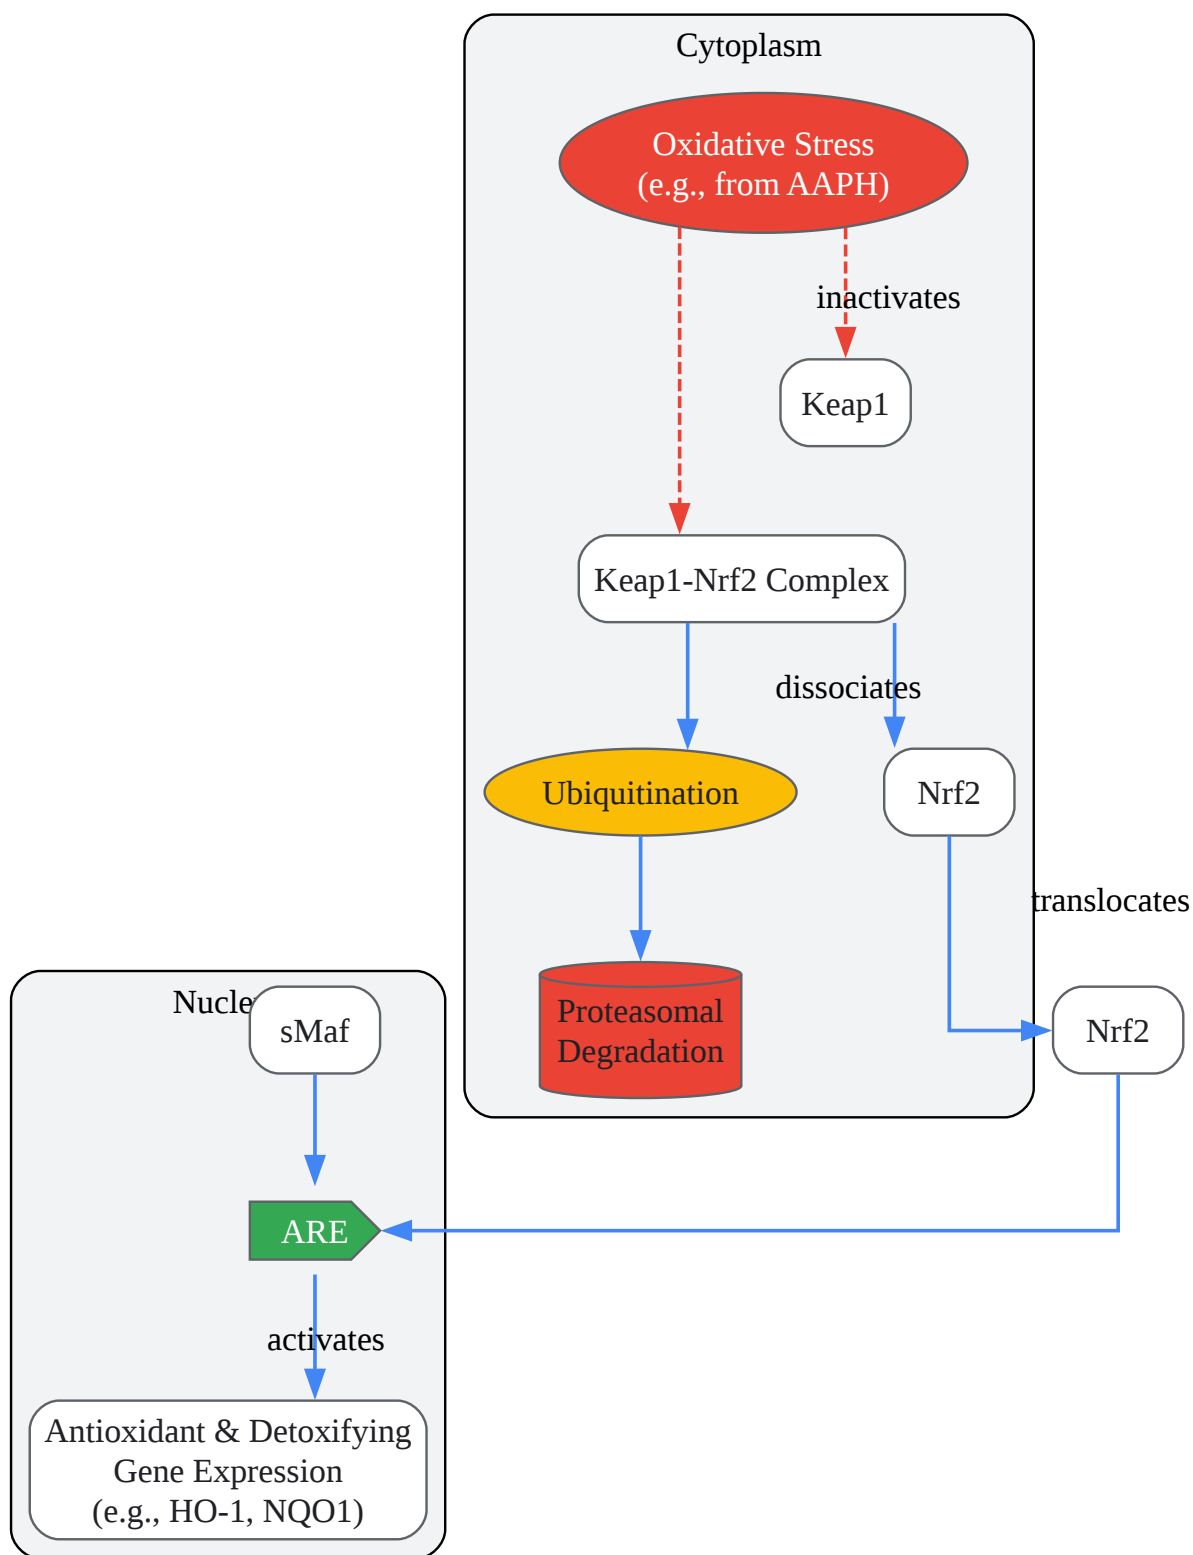 Cytoplasm
Oxidative Stress
(e.g., from AAPH)
inactivates
Keap1
Keap1-Nrf2 Complex
dissociates
Ubiquitination
Nrf2
translocates
Proteasomal
Degradation
Nrf2
sMaf
ARE
activates
Antioxidant & Detoxifying
Gene Expression
(e.g., HO-1, NQO1)